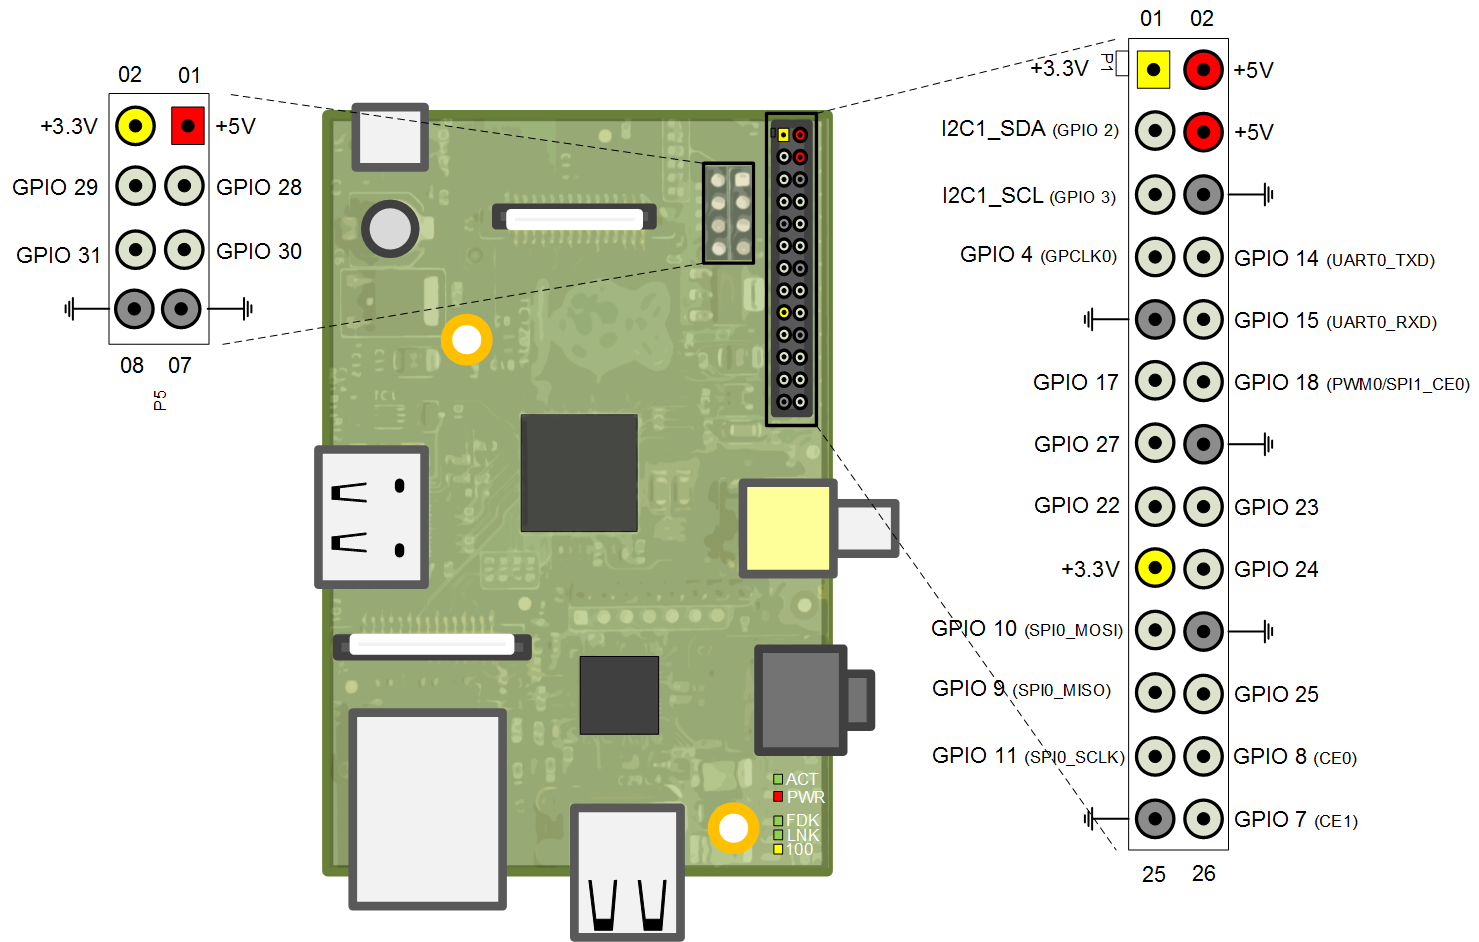 02 01
+3.3V +5V
GPIO 29 GPIO 28
GPIO 31 GPIO 30
08 07
P5
01 02
+3.3V P1 +5V
I2C1_SDA (GPIO 2) +5V
I2C1_SCL (GPIO 3)
GPIO 4 (GPCLK0) GPIO 14 (UART0_TXD)
GPIO 15 (UART0_RXD)
GPIO 17 GPIO 18 (PWM0/SPI1_CE0)
GPIO 27
GPIO 22 GPIO 23
+3.3V GPIO 24
GPIO 10 (SPI0_MOSI)
GPIO 9 (SPI0_MISO) GPIO 25
GPIO 11 (SPI0_SCLK) GPIO 8 (CE0)
GPIO 7 (CE1)
25 26
ACT
PWR
FDK
LNK
100